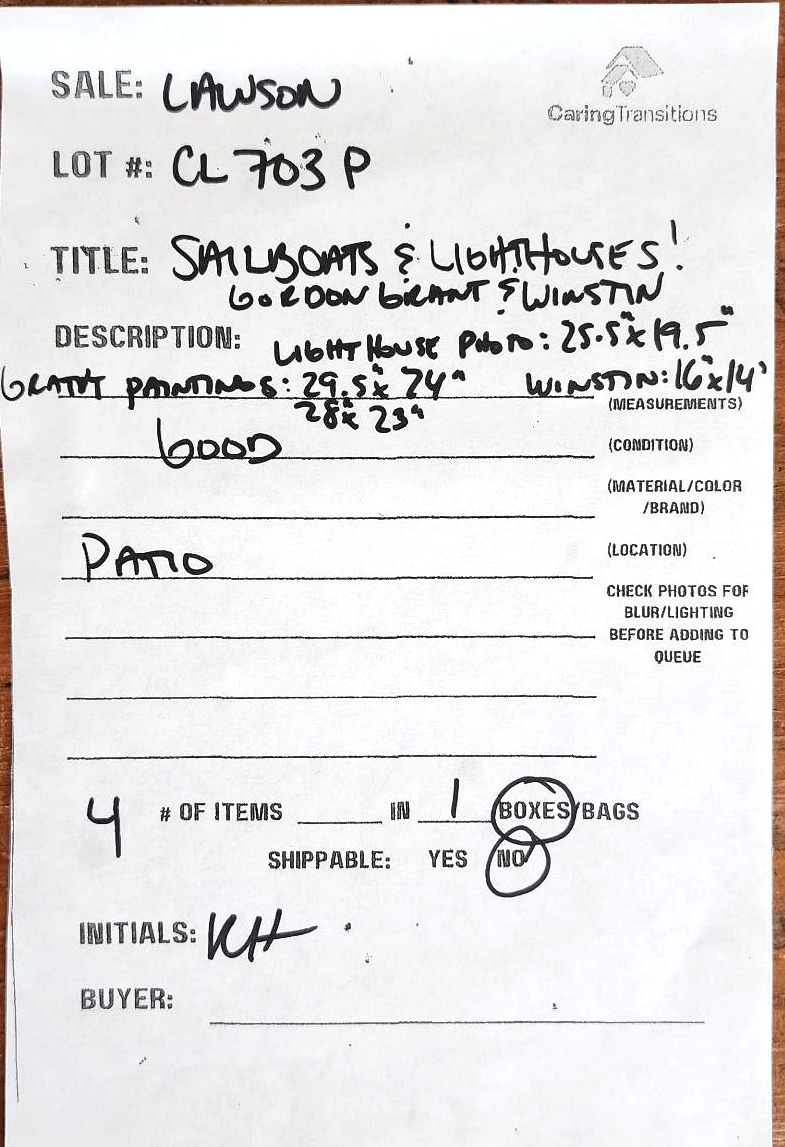 SALE: LAWSON
CaringTransitions
LOT #: CL 703 P
TITLE: SAILBOATS & LIGHTHOUSES!
GORDON GRANT & WINSTIN
DESCRIPTION: LIGHTHOUSE PHOTO: 25.5"x19.5"
GRANT PAINTINGS: 29.5"x 24" WINSTIN: 16"x14"
28"x 23"
(MEASUREMENTS)
GOOD (CONDITION)
(MATERIAL/COLOR
/BRAND)
PATIO (LOCATION)
CHECK PHOTOS FOR
BLUR/LIGHTING
BEFORE ADDING TO
QUEUE
4 # OF ITEMS IN 1 BOXES/BAGS
SHIPPABLE: YES NO
INITIALS: KH
BUYER: